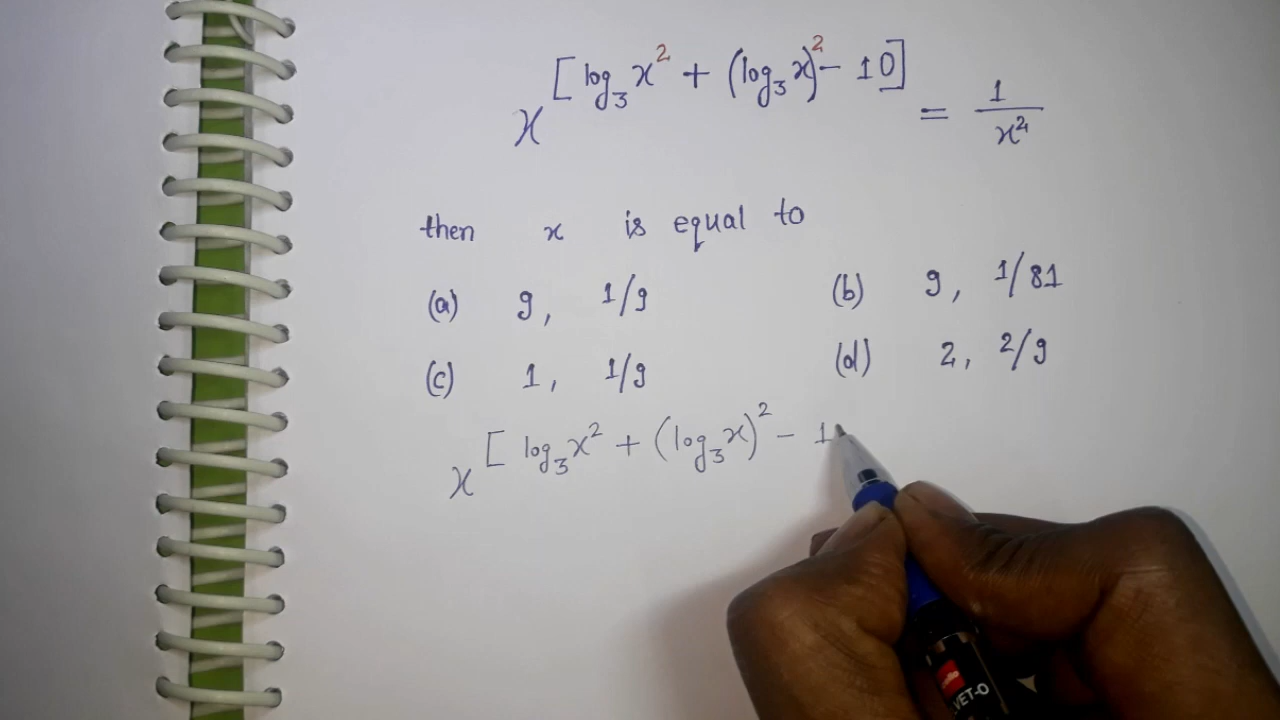 x^[log₃x² + (log₃x)² - 10] = 1/x²
then x is equal to
(a) 9, 1/9 (b) 9, 1/81
(c) 1, 1/9 (d) 2, 2/9
x^[log₃x² + (log₃x)² - 1
VET-O